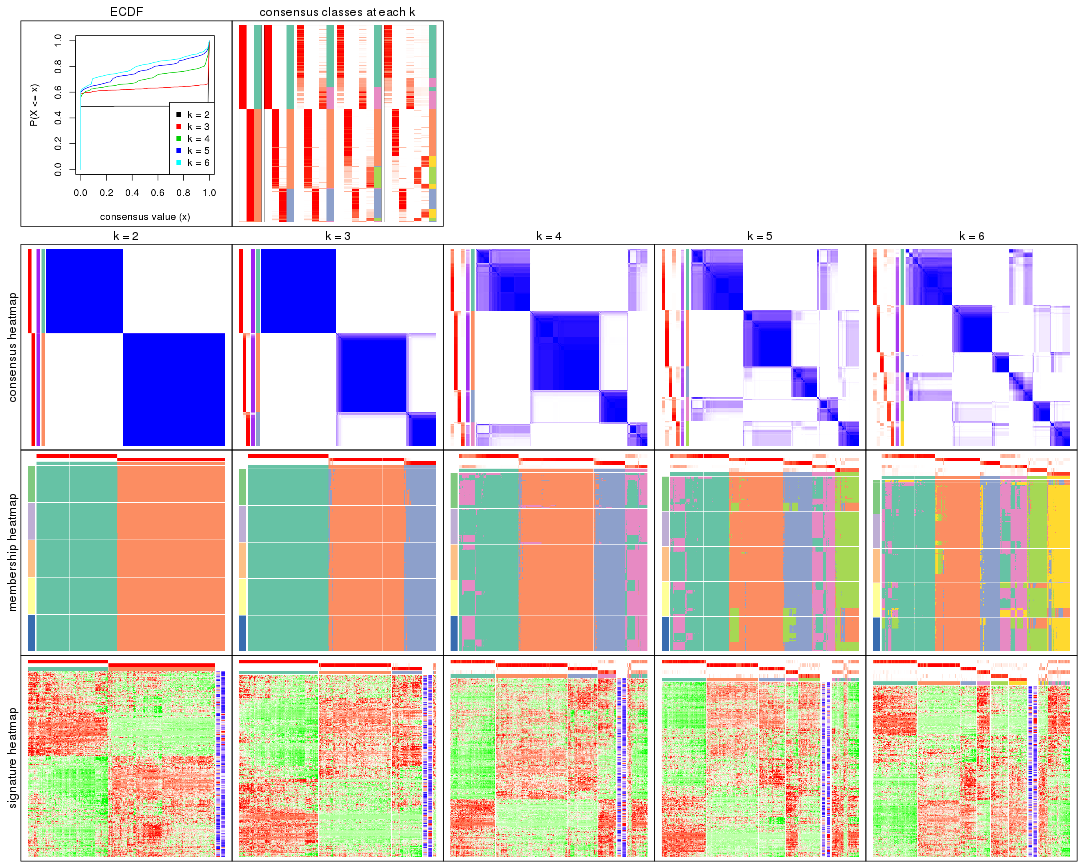 ECDF
consensus classes at each k
P(X <= x)
0.0
0.2
0.4
0.6
0.8
1.0
k = 2
k = 3
k = 4
k = 5
k = 6
0.0 0.2 0.4 0.6 0.8 1.0
consensus value (x)
k = 2
k = 3
k = 4
k = 5
k = 6
consensus heatmap
membership heatmap
signature heatmap